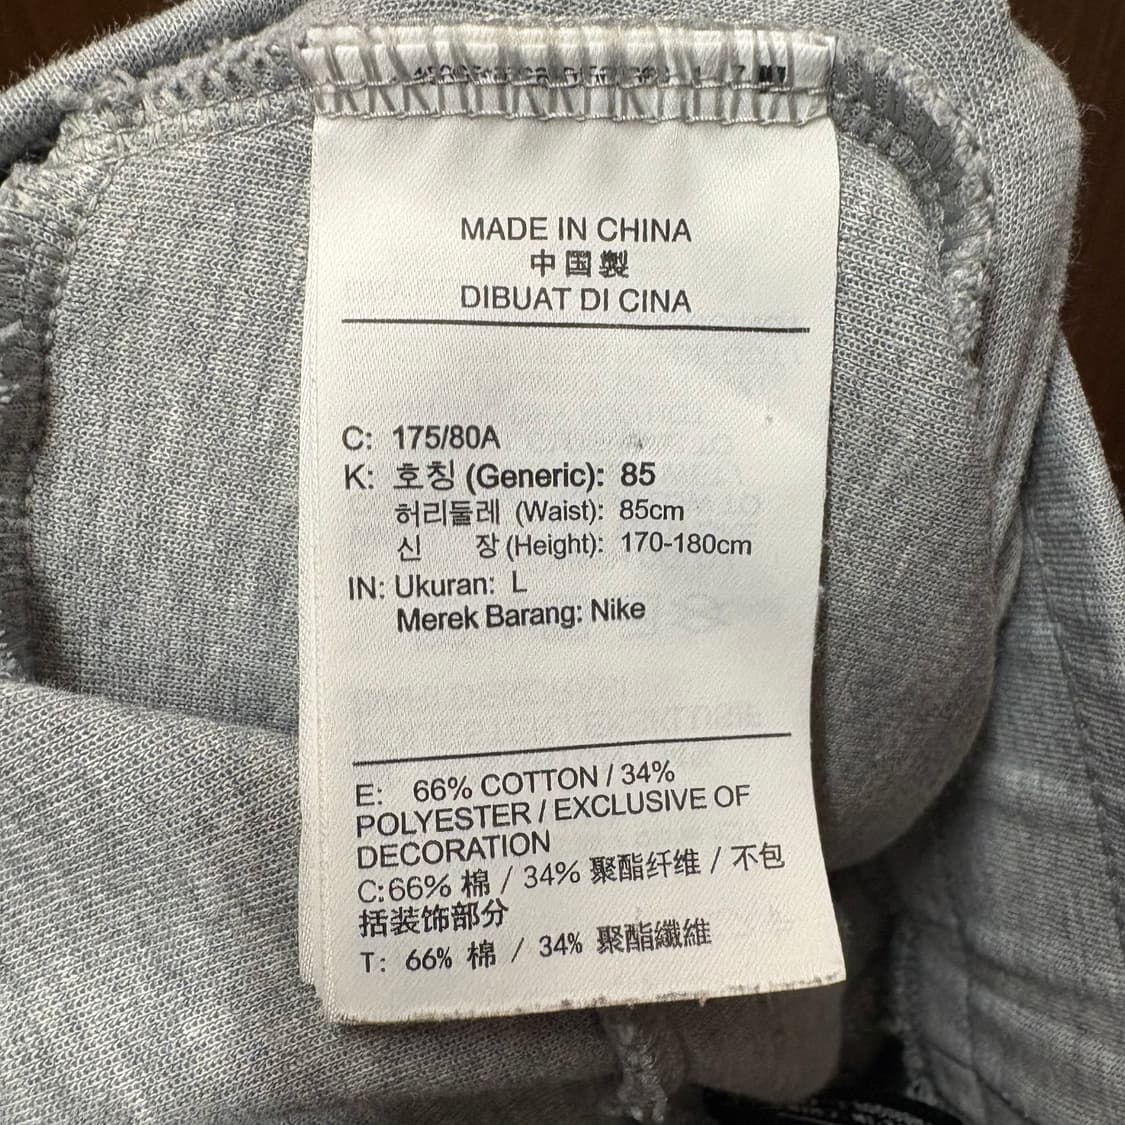 MADE IN CHINA
中国製
DIBUAT DI CINA
C: 175/80A
K: 호칭 (Generic): 85
허리둘레 (Waist): 85cm
신 장 (Height): 170-180cm
IN: Ukuran: L
Merek Barang: Nike
E: 66% COTTON / 34%
POLYESTER / EXCLUSIVE OF
DECORATION
C:66% 棉 / 34% 聚酯纤维 / 不包
括装饰部分
T: 66% 棉 / 34% 聚酯纖維